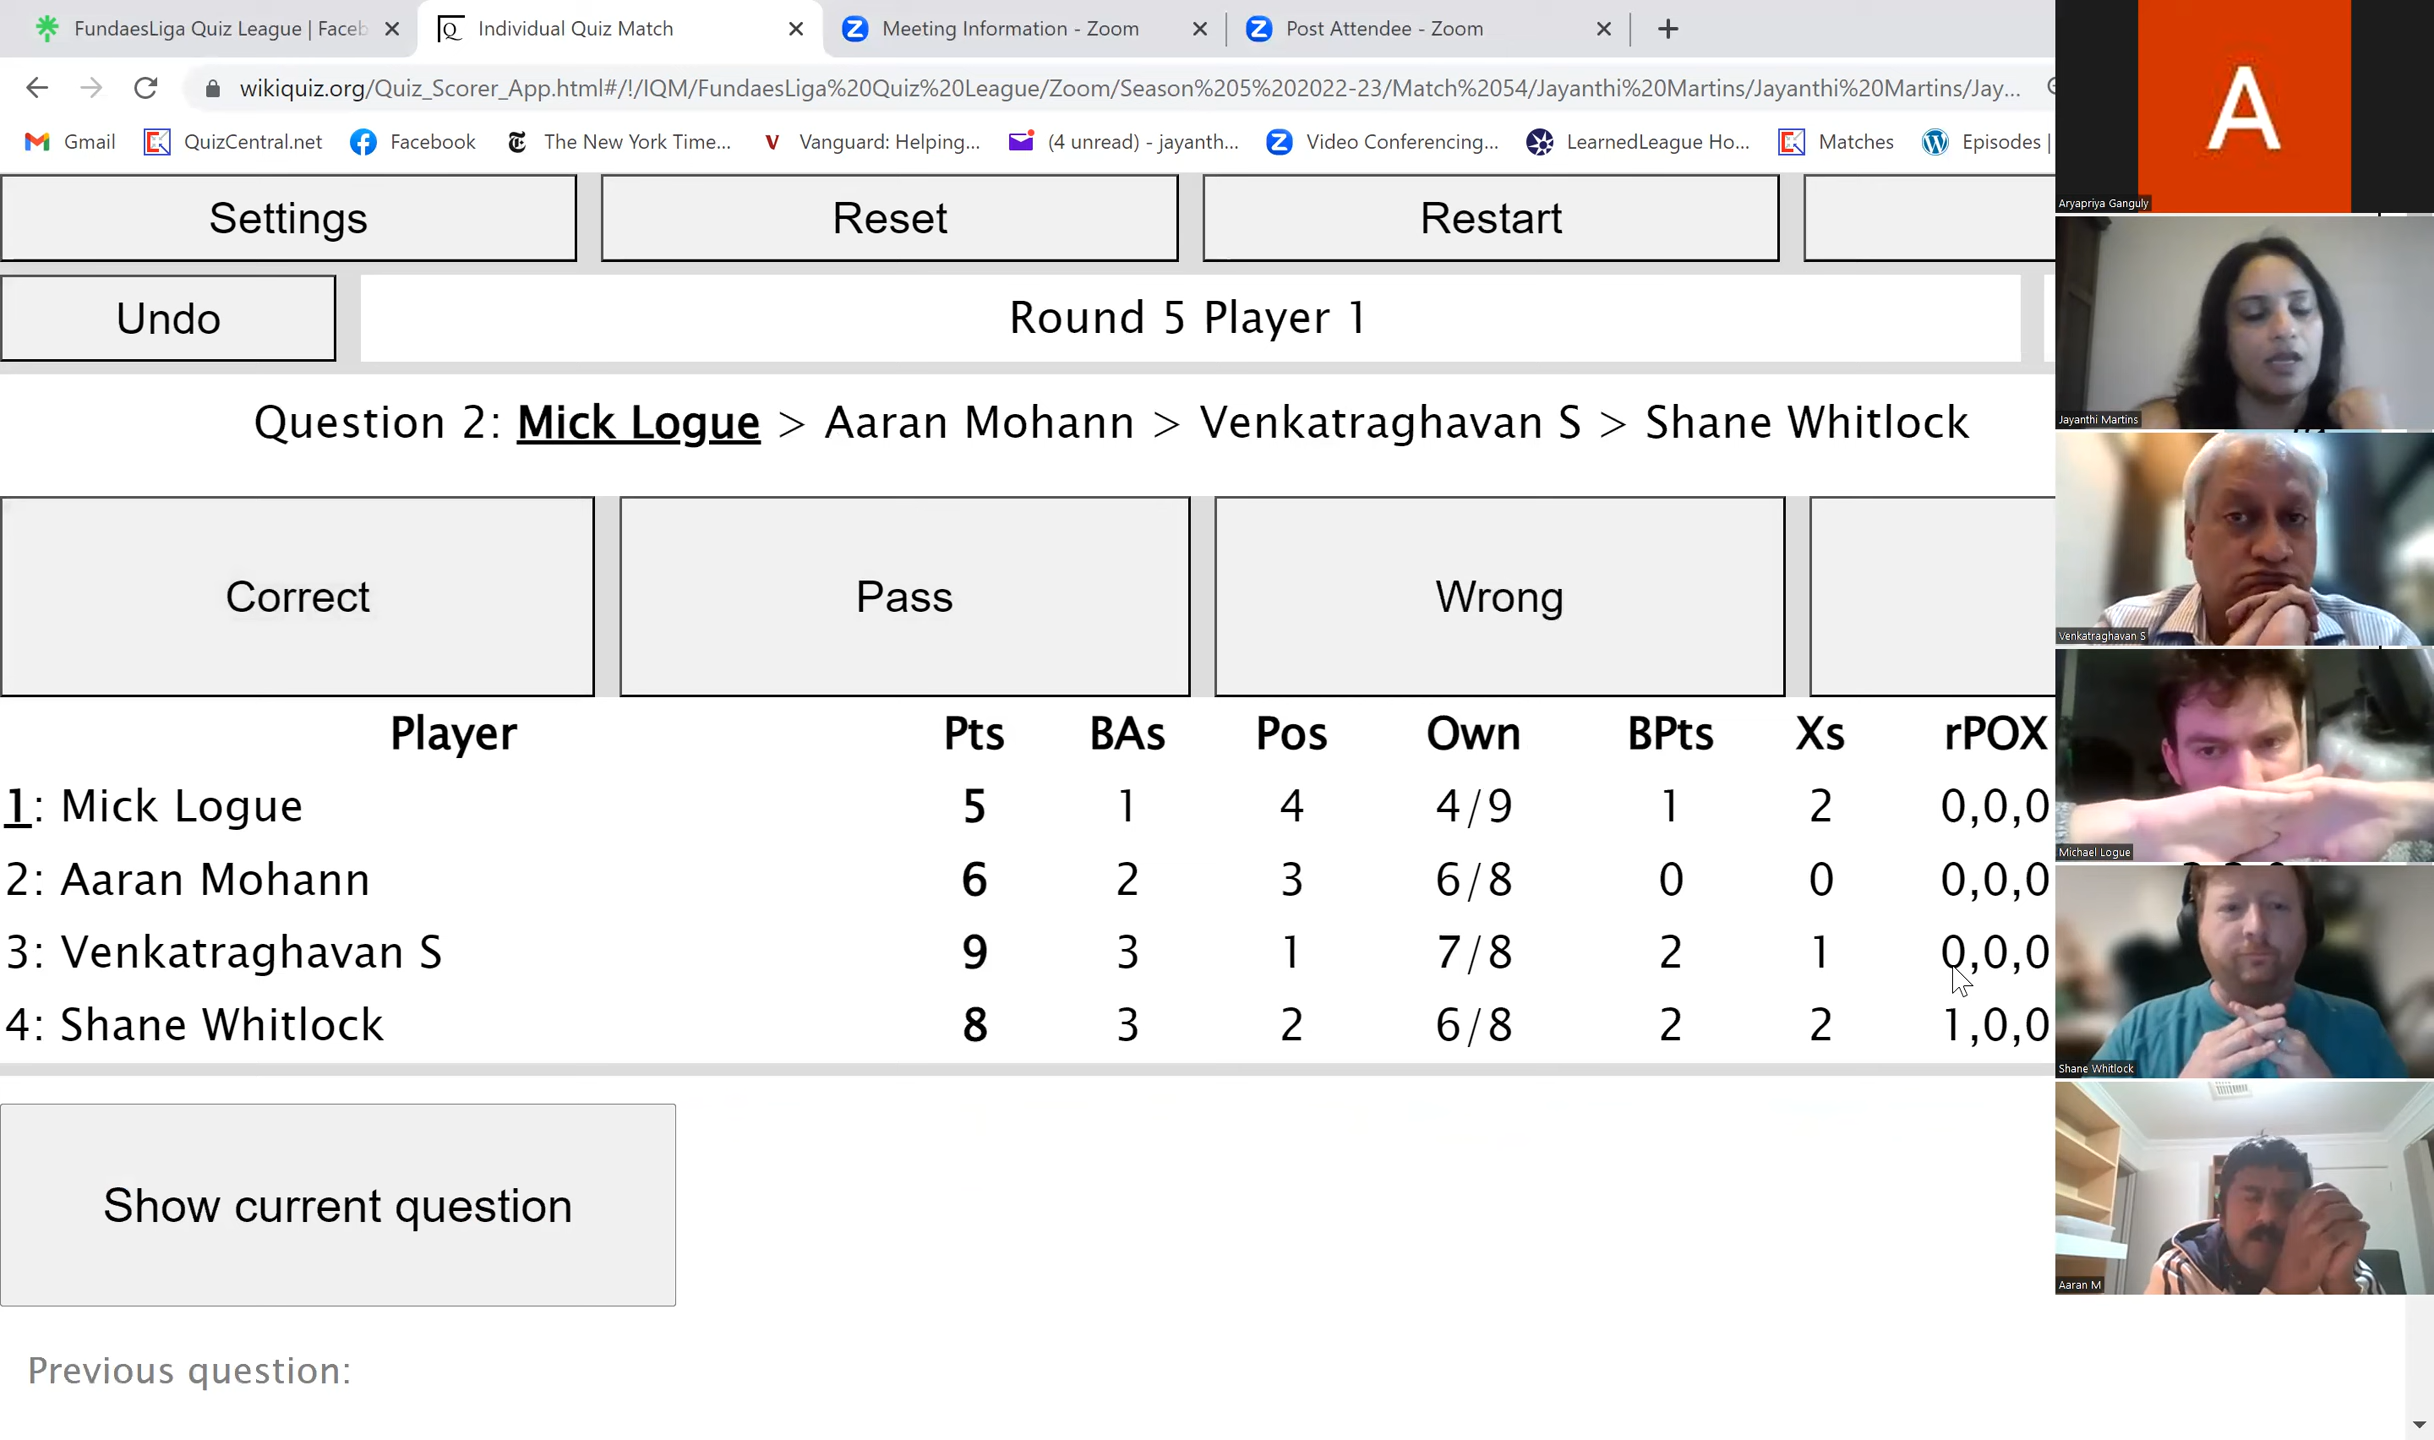 FundaesLiga Quiz League | Faceb
Individual Quiz Match
Meeting Information - Zoom
Post Attendee - Zoom
wikiquiz.org/Quiz_Scorer_App.html#/!/IQM/FundaesLiga%20Quiz%20League/Zoom/Season%205%202022-23/Match%2054/Jayanthi%20Martins/Jayanthi%20Martins/Jay...
Gmail
QuizCentral.net
Facebook
The New York Time...
Vanguard: Helping...
(4 unread) - jayanth...
Video Conferencing...
LearnedLeague Ho...
Matches
Episodes |
Settings
Reset
Restart
Undo
Round 5 Player 1
Question 2: Mick Logue > Aaran Mohann > Venkatraghavan S > Shane Whitlock
Correct
Pass
Wrong
Player Pts BAs Pos Own BPts Xs rPOX
1: Mick Logue 5 1 4 4/9 1 2 0,0,0
2: Aaran Mohann 6 2 3 6/8 0 0 0,0,0
3: Venkatraghavan S 9 3 1 7/8 2 1 0,0,0
4: Shane Whitlock 8 3 2 6/8 2 2 1,0,0
Show current question
Previous question:
A
Aryapriya Ganguly
Jayanthi Martins
Venkatraghavan S
Michael Logue
Shane Whitlock
Aaran M